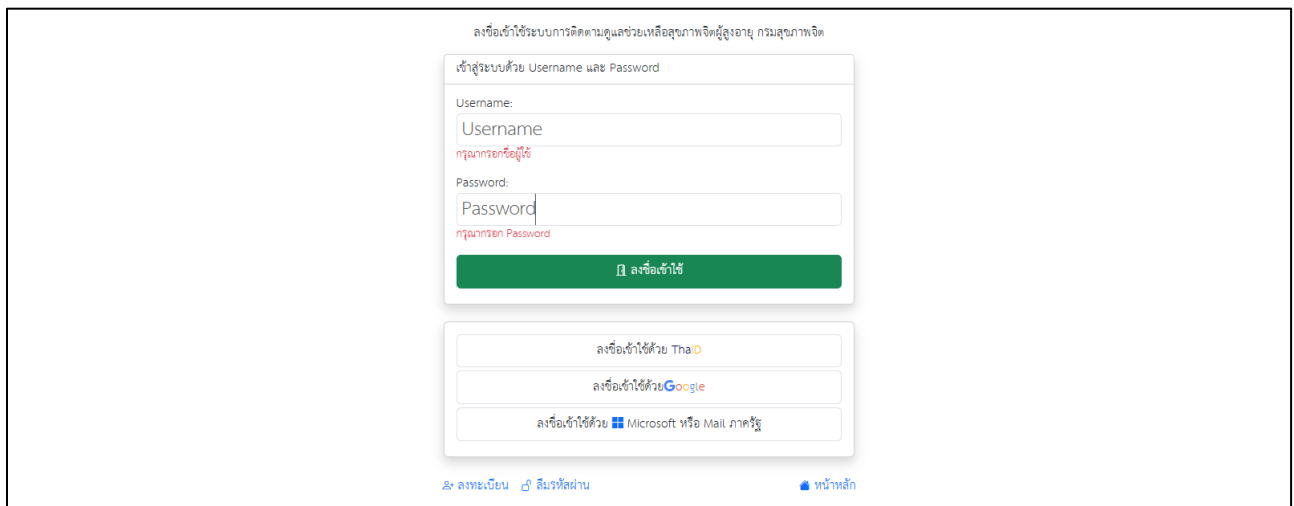 ลงชื่อเข้าใช้ระบบการติดตามดูแลช่วยเหลือสุขภาพจิตผู้สูงอายุ กรมสุขภาพจิต
เข้าสู่ระบบด้วย Username และ Password
Username:
Username
กรุณากรอกชื่อผู้ใช้
Password:
Password
กรุณากรอก Password
ลงชื่อเข้าใช้
ลงชื่อเข้าใช้ด้วย ThaiD
ลงชื่อเข้าใช้ด้วยGoogle
ลงชื่อเข้าใช้ด้วย Microsoft หรือ Mail ภาครัฐ
ลงทะเบียน ลืมรหัสผ่าน หน้าหลัก